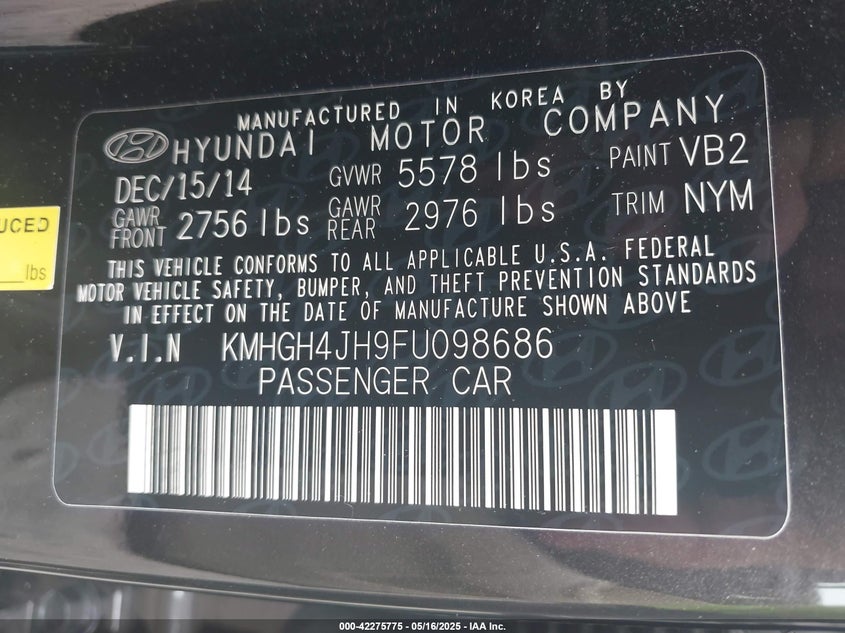 MANUFACTURED IN KOREA BY
HYUNDAI MOTOR COMPANY
DEC/15/14 GVWR 5578 lbs PAINT VB2
GAWR FRONT 2756 lbs GAWR REAR 2976 lbs TRIM NYM
THIS VEHICLE CONFORMS TO ALL APPLICABLE U.S.A. FEDERAL
MOTOR VEHICLE SAFETY, BUMPER, AND THEFT PREVENTION STANDARDS
IN EFFECT ON THE DATE OF MANUFACTURE SHOWN ABOVE
V.I.N KMHGH4JH9FU098686
PASSENGER CAR
UCED
lbs
000-42275775 - 05/16/2025 - IAA Inc.